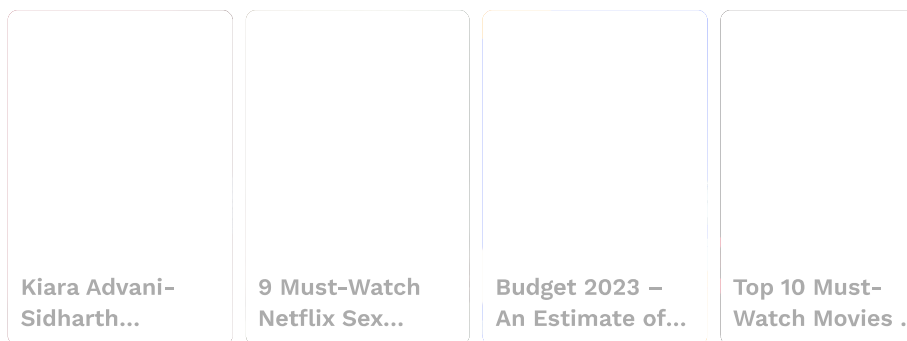 Kiara Advani-
Sidharth...
9 Must-Watch
Netflix Sex...
Budget 2023 –
An Estimate of...
Top 10 Must-
Watch Movies .